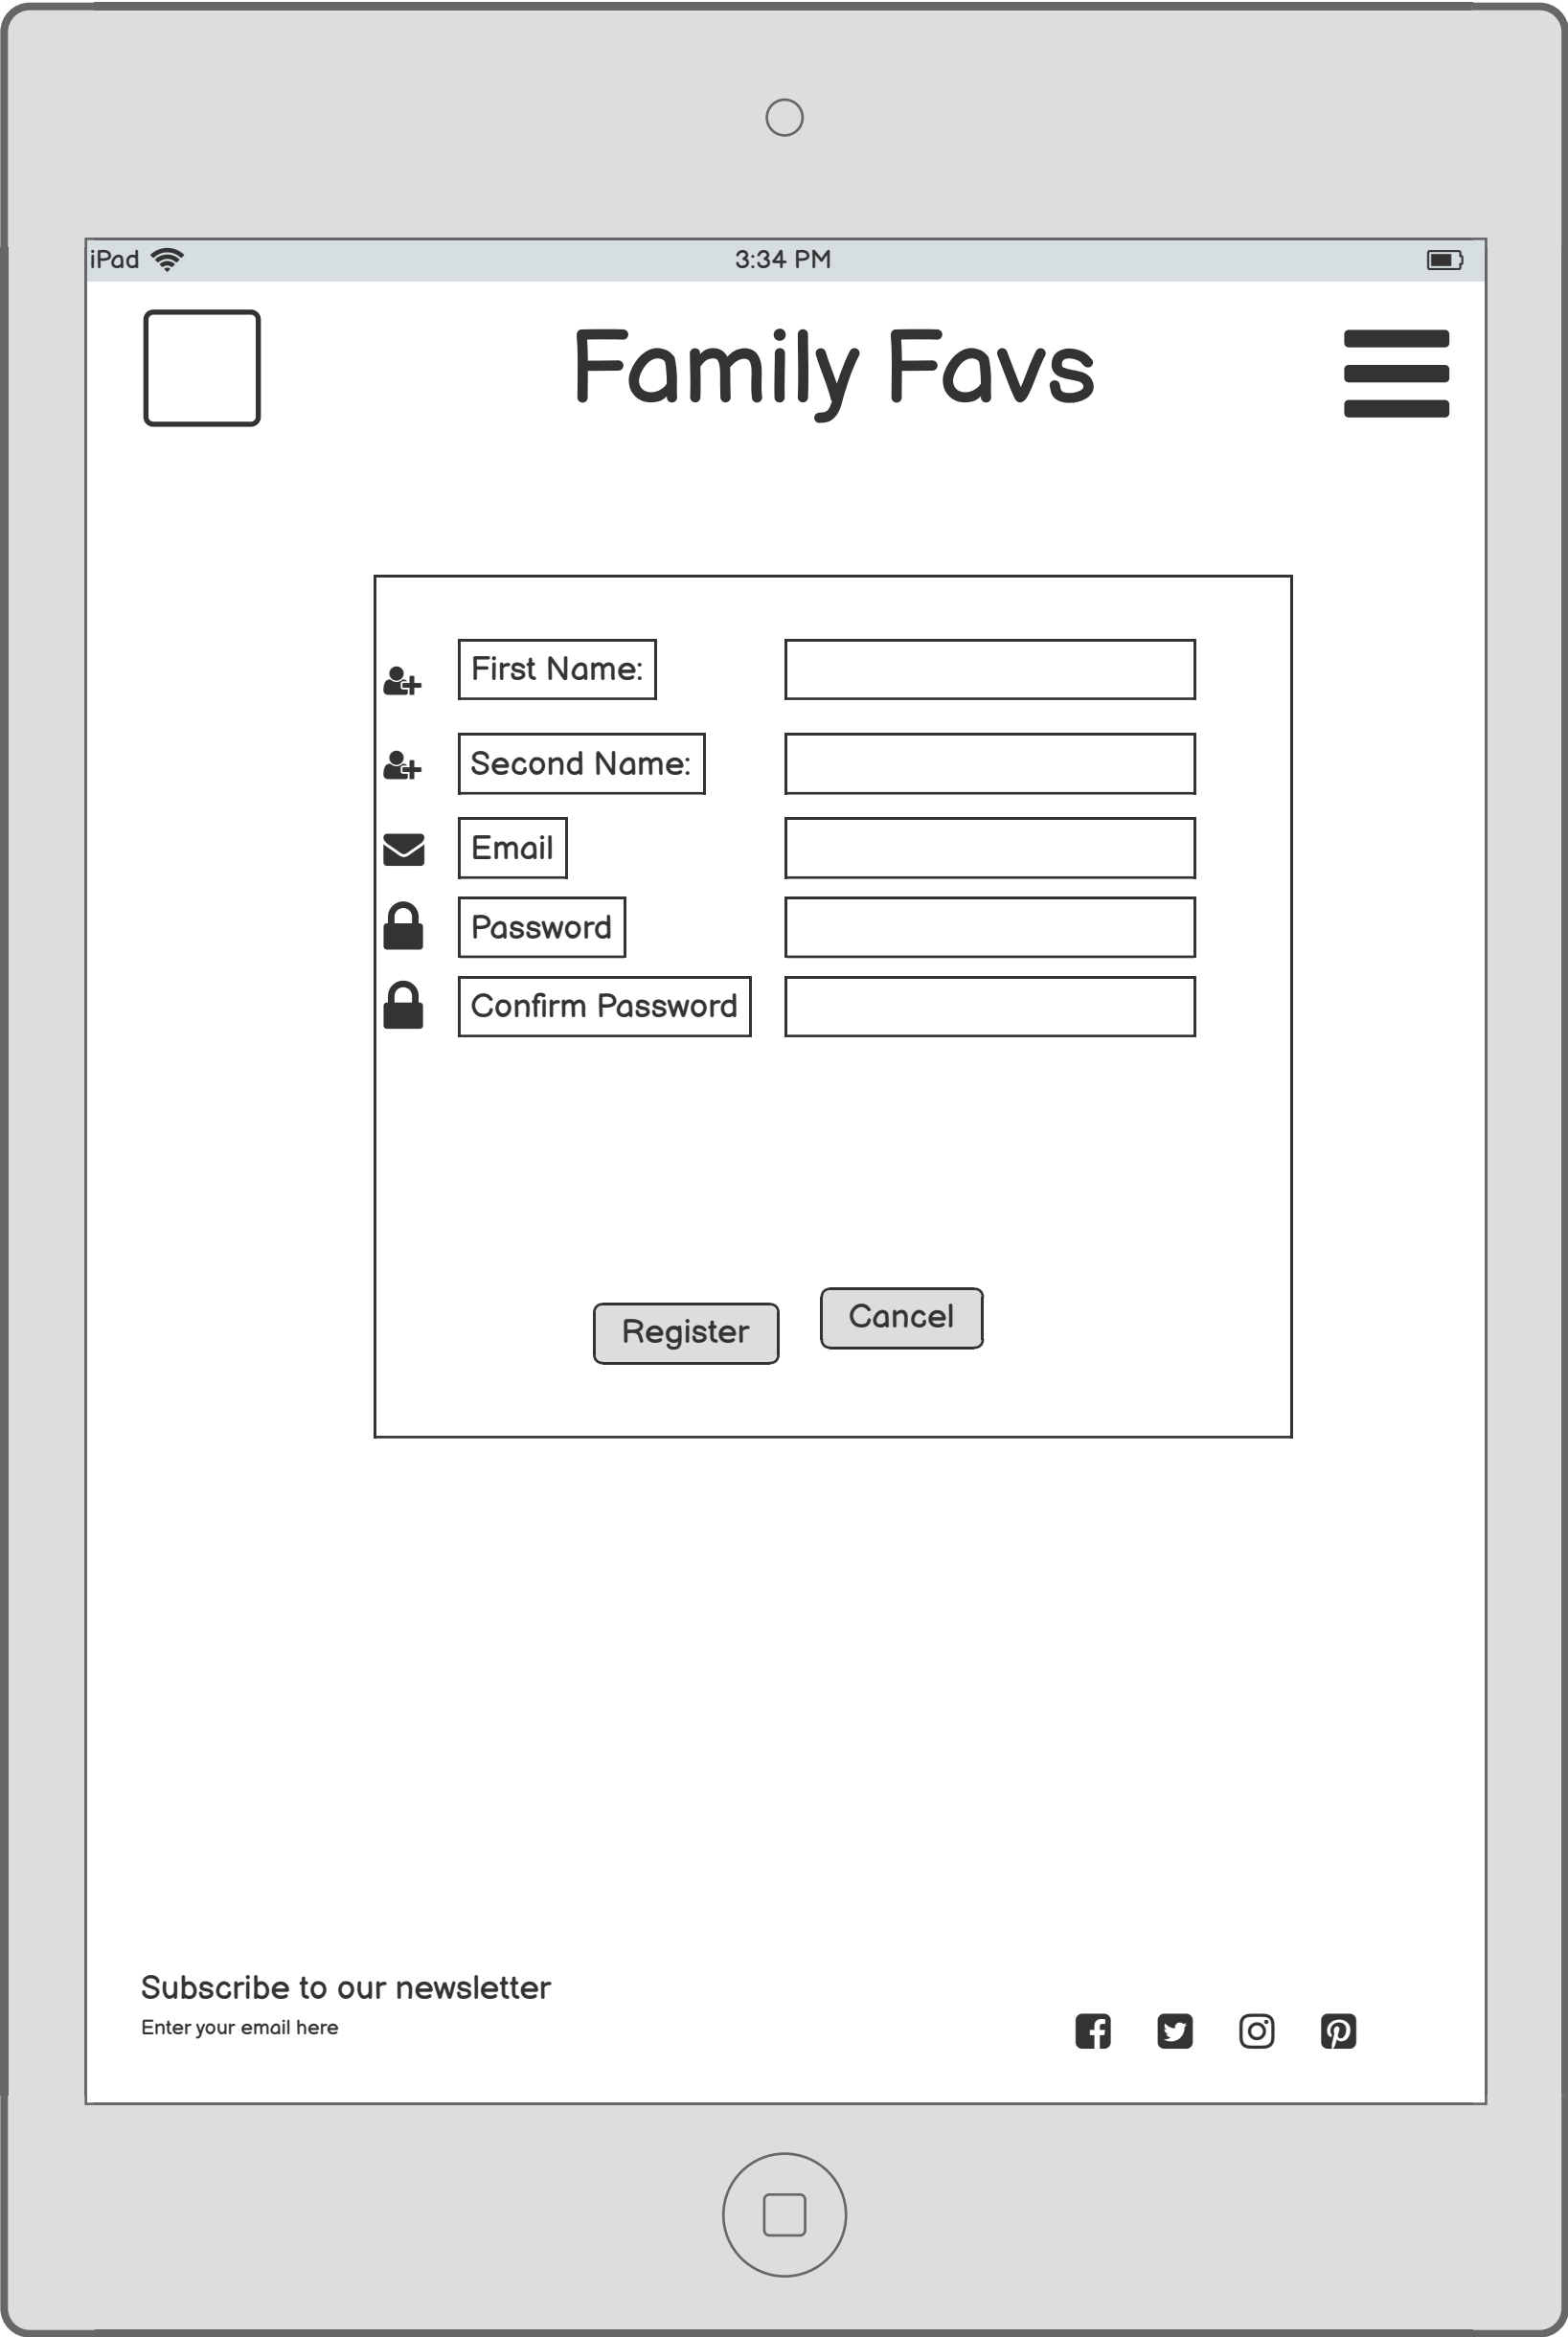 iPad
3:34 PM
Family Favs
First Name:
Second Name:
Email
Password
Confirm Password
Register
Cancel
Subscribe to our newsletter
Enter your email here